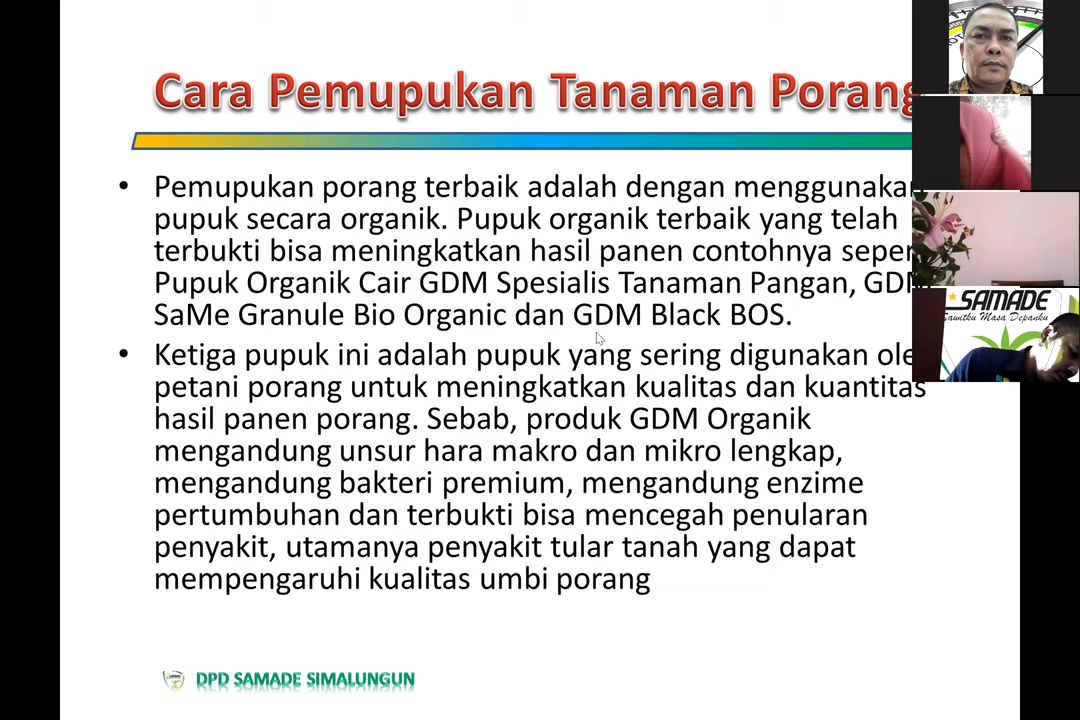 Cara Pemupukan Tanaman Porang
• Pemupukan porang terbaik adalah dengan menggunakan
pupuk secara organik. Pupuk organik terbaik yang telah
terbukti bisa meningkatkan hasil panen contohnya seper
Pupuk Organik Cair GDM Spesialis Tanaman Pangan, GDM
SaMe Granule Bio Organic dan GDM Black BOS.
• Ketiga pupuk ini adalah pupuk yang sering digunakan ole
petani porang untuk meningkatkan kualitas dan kuantitas
hasil panen porang. Sebab, produk GDM Organik
mengandung unsur hara makro dan mikro lengkap,
mengandung bakteri premium, mengandung enzime
pertumbuhan dan terbukti bisa mencegah penularan
penyakit, utamanya penyakit tular tanah yang dapat
mempengaruhi kualitas umbi porang
DPD SAMADE SIMALUNGUN
SAMADE
Sawitku Masa Depanku